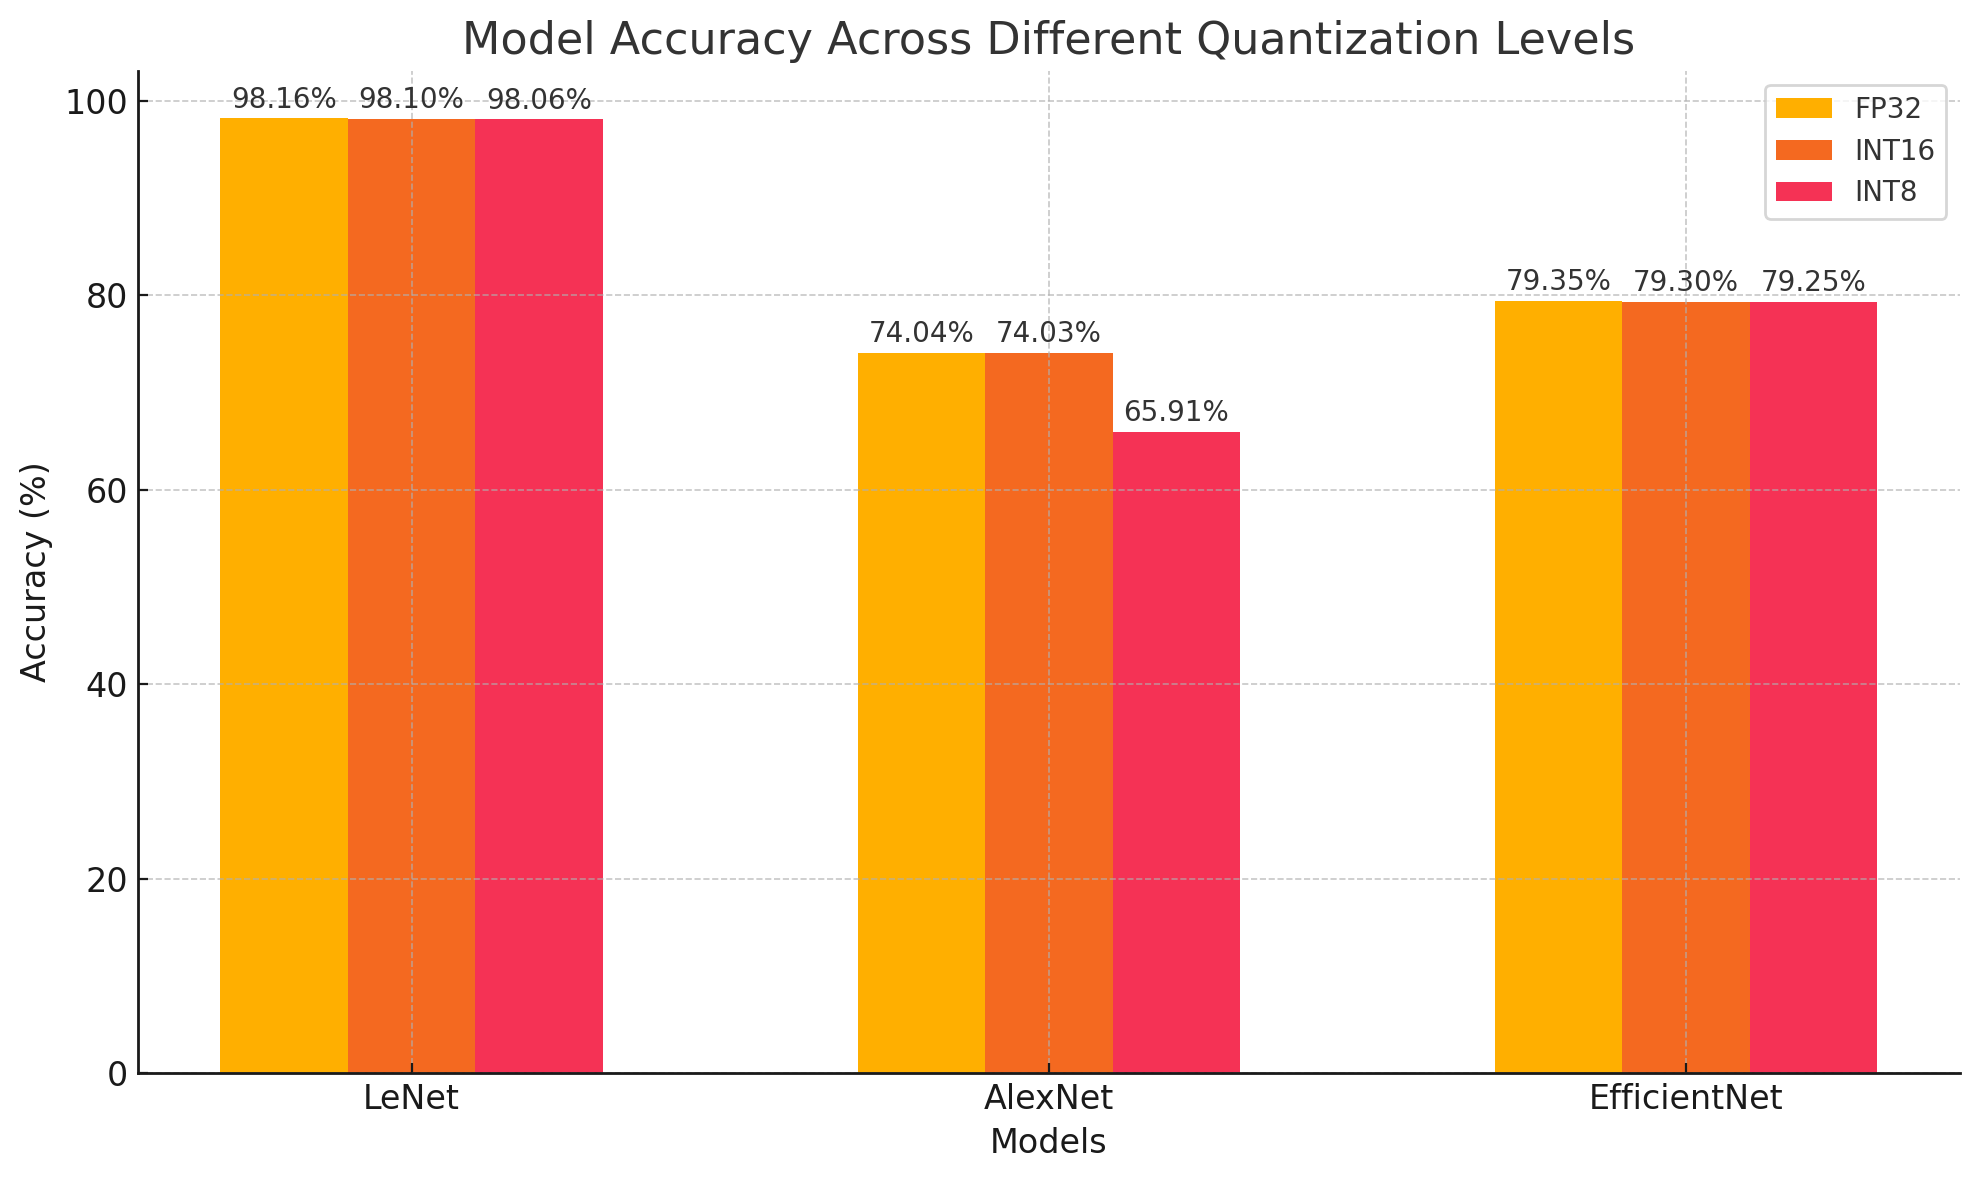 Model Accuracy Across Different Quantization Levels
98.16% 98.10% 98.06%
74.04% 74.03% 65.91%
79.35% 79.30% 79.25%
FP32
INT16
INT8
Accuracy (%)
100
80
60
40
20
0
LeNet AlexNet EfficientNet
Models